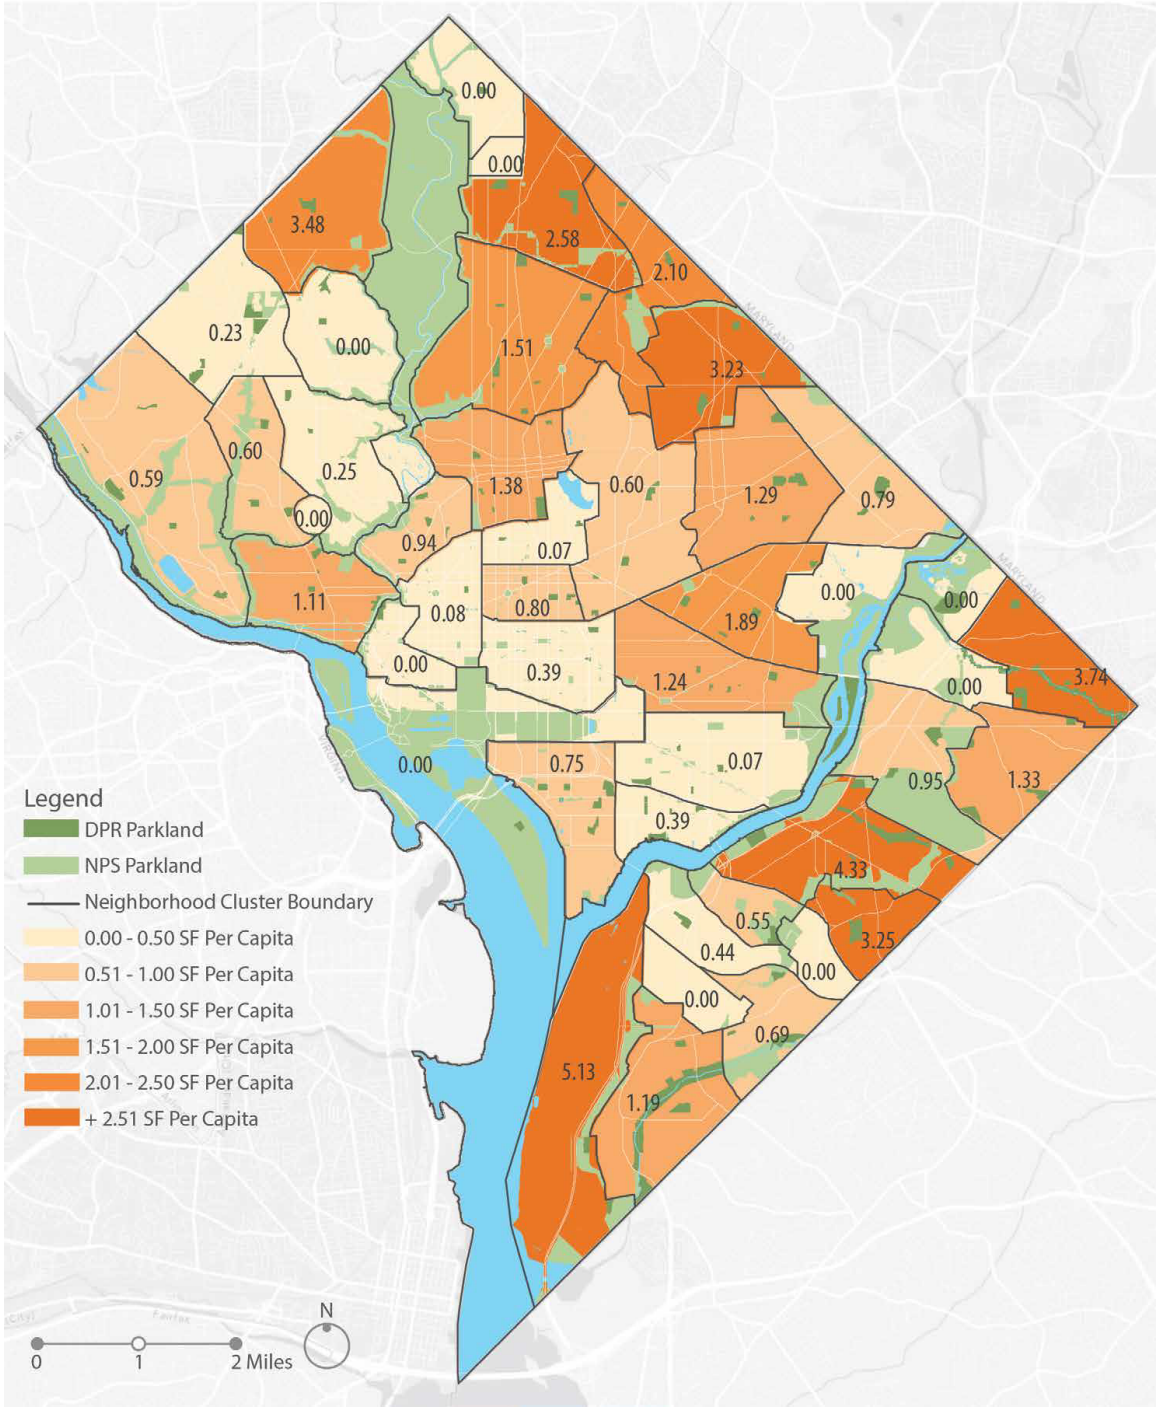 0.00
0.00
3.48
2.58
2.10
MARYLAND
0.23
0.00
1.51
3.23
0.60
0.59
0.25
1.38
0.60
1.29
0.79
0.00
0.94
0.07
MARYLAND
1.11
0.08
0.80
0.00
0.00
1.89
0.00
0.39
1.24
0.00
3.74
VIRGINIA
0.00
0.75
0.07
0.95
1.33
0.39
4.33
0.55
3.25
0.44
0.00
0.00
0.69
5.13
1.19
Legend
DPR Parkland
NPS Parkland
Neighborhood Cluster Boundary
0.00 - 0.50 SF Per Capita
0.51 - 1.00 SF Per Capita
1.01 - 1.50 SF Per Capita
1.51 - 2.00 SF Per Capita
2.01 - 2.50 SF Per Capita
+ 2.51 SF Per Capita
Fairfax
N
0 1 2 Miles